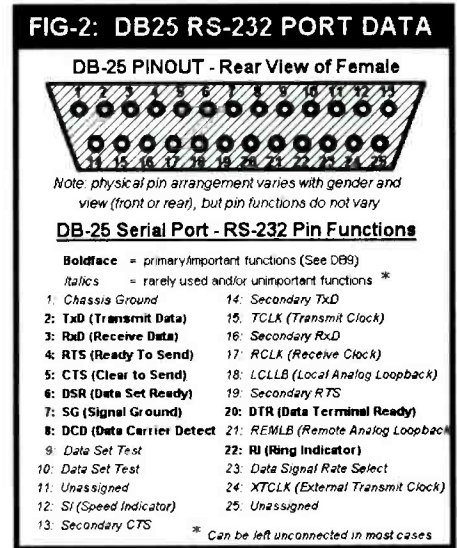 FIG-2: DB25 RS-232 PORT DATA
DB-25 PINOUT - Rear View of Female
1 2 3 4 5 6 7 8 9 10 11 12 13
14 15 16 17 18 19 20 21 22 23 24 25
Note: physical pin arrangement varies with gender and
view (front or rear), but pin functions do not vary
DB-25 Serial Port - RS-232 Pin Functions
Boldface = primary/important functions (See DB9)
Italics = rarely used and/or unimportant functions *
1: Chassis Ground
2: TxD (Transmit Data)
3: RxD (Receive Data)
4: RTS (Ready To Send)
5: CTS (Clear to Send)
6: DSR (Data Set Ready)
7: SG (Signal Ground)
8: DCD (Data Carrier Detect
9: Data Set Test
10: Data Set Test
11: Unassigned
12: SI (Speed Indicator)
13: Secondary CTS
14: Secondary TxD
15. TCLK (Transmit Clock)
16: Secondary RxD
17: RCLK (Receive Clock)
18: LCLLB (Local Analog Loopback)
19: Secondary RTS
20: DTR (Data Terminal Ready)
21: REMLB (Remote Analog Loopback
22: RI (Ring Indicator)
23: Data Signal Rate Select
24: XTCLK (External Transmit Clock)
25: Unassigned
* Can be left unconnected in most cases